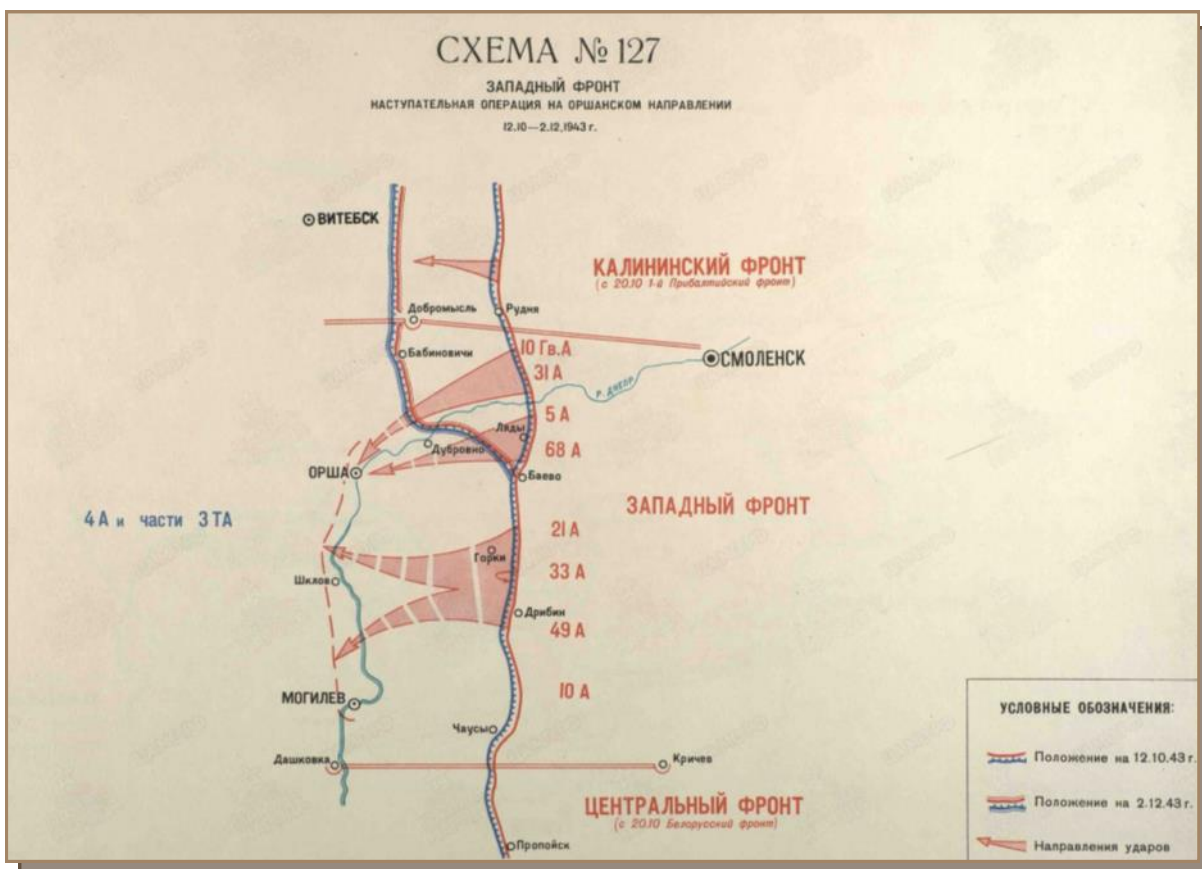 СХЕМА № 127
ЗАПАДНЫЙ ФРОНТ
НАСТУПАТЕЛЬНАЯ ОПЕРАЦИЯ НА ОРШАНСКОМ НАПРАВЛЕНИИ
12.10—2.12.1943 г.
ВИТЕБСК
КАЛИНИНСКИЙ ФРОНТ
(с 20.10 1-й Прибалтийский фронт)
Добромысль
Рудня
Бабиновичи
10 Гв.А
СМОЛЕНСК
31 А
Р. ДНЕПР
5 А
Ляды
Дубровно
68 А
ОРША
Баево
ЗАПАДНЫЙ ФРОНТ
4 А и части 3 ТА
21 А
Горки
33 А
Шклов
Дрибин
49 А
10 А
МОГИЛЕВ
Чаусы
Дашковка
Кричев
ЦЕНТРАЛЬНЫЙ ФРОНТ
(с 20.10 Белорусский фронт)
Пропойск
УСЛОВНЫЕ ОБОЗНАЧЕНИЯ:
Положение на 12.10.43 г.
Положение на 2.12.43 г.
Направления ударов